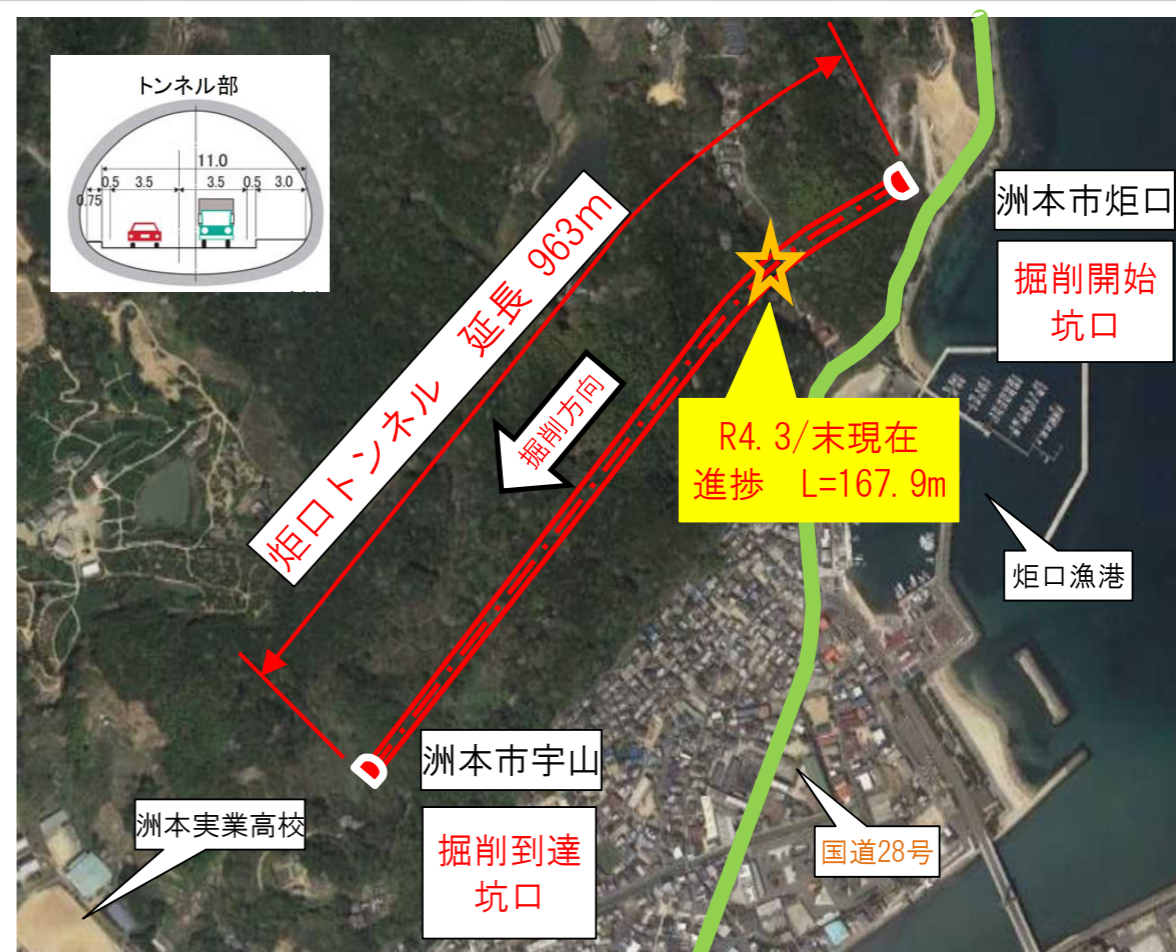 トンネル部
11.0
0.5
3.5
3.5
0.5
3.0
0.75
炬口トンネル 延長 963m
掘削方向
洲本市炬口
掘削開始
坑口
R4.3/末現在
進捗 L=167.9m
炬口漁港
洲本市宇山
掘削到達
坑口
洲本実業高校
国道28号